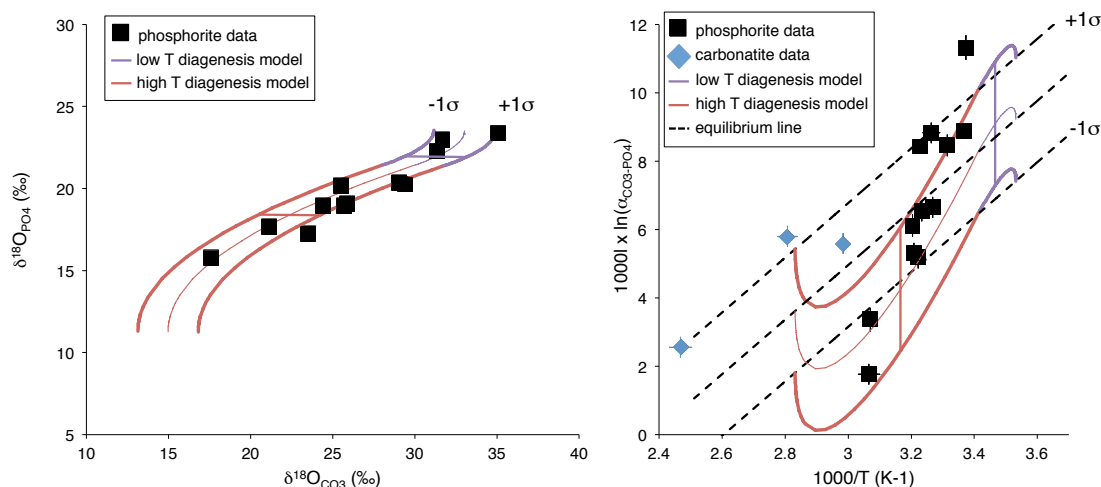 30
25
20
15
10
5
δ18OPO4 (‰)
phosphorite data
low T diagenesis model
high T diagenesis model
-1σ
+1σ
10
15
20
25
30
35
40
δ18OCO3 (‰)
12
10
8
6
4
2
0
1000l x ln(αCO3-PO4)
phosphorite data
carbonatite data
low T diagenesis model
high T diagenesis model
equilibrium line
+1σ
-1σ
2.4
2.6
2.8
3
3.2
3.4
3.6
1000/T (K-1)